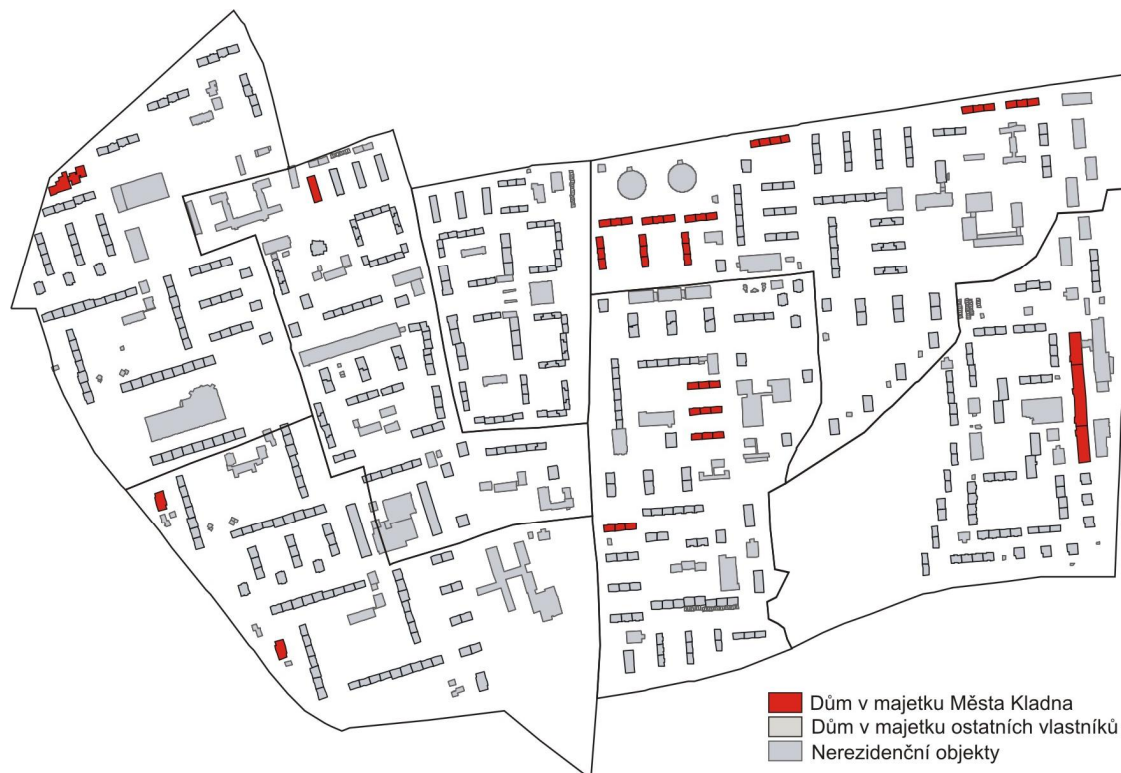 Dům v majetku Města Kladna
Dům v majetku ostatních vlastníků
Nerezidenční objekty